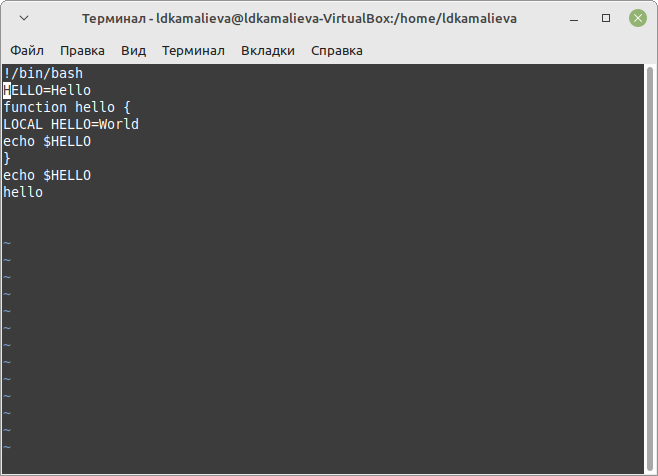 Терминал - ldkamalieva@ldkamalieva-VirtualBox:/home/ldkamalieva
Файл Правка Вид Терминал Вкладки Справка
!/bin/bash
HELLO=Hello
function hello {
LOCAL HELLO=World
echo $HELLO
}
echo $HELLO
hello
~
~
~
~
~
~
~
~
~
~
~
~
~